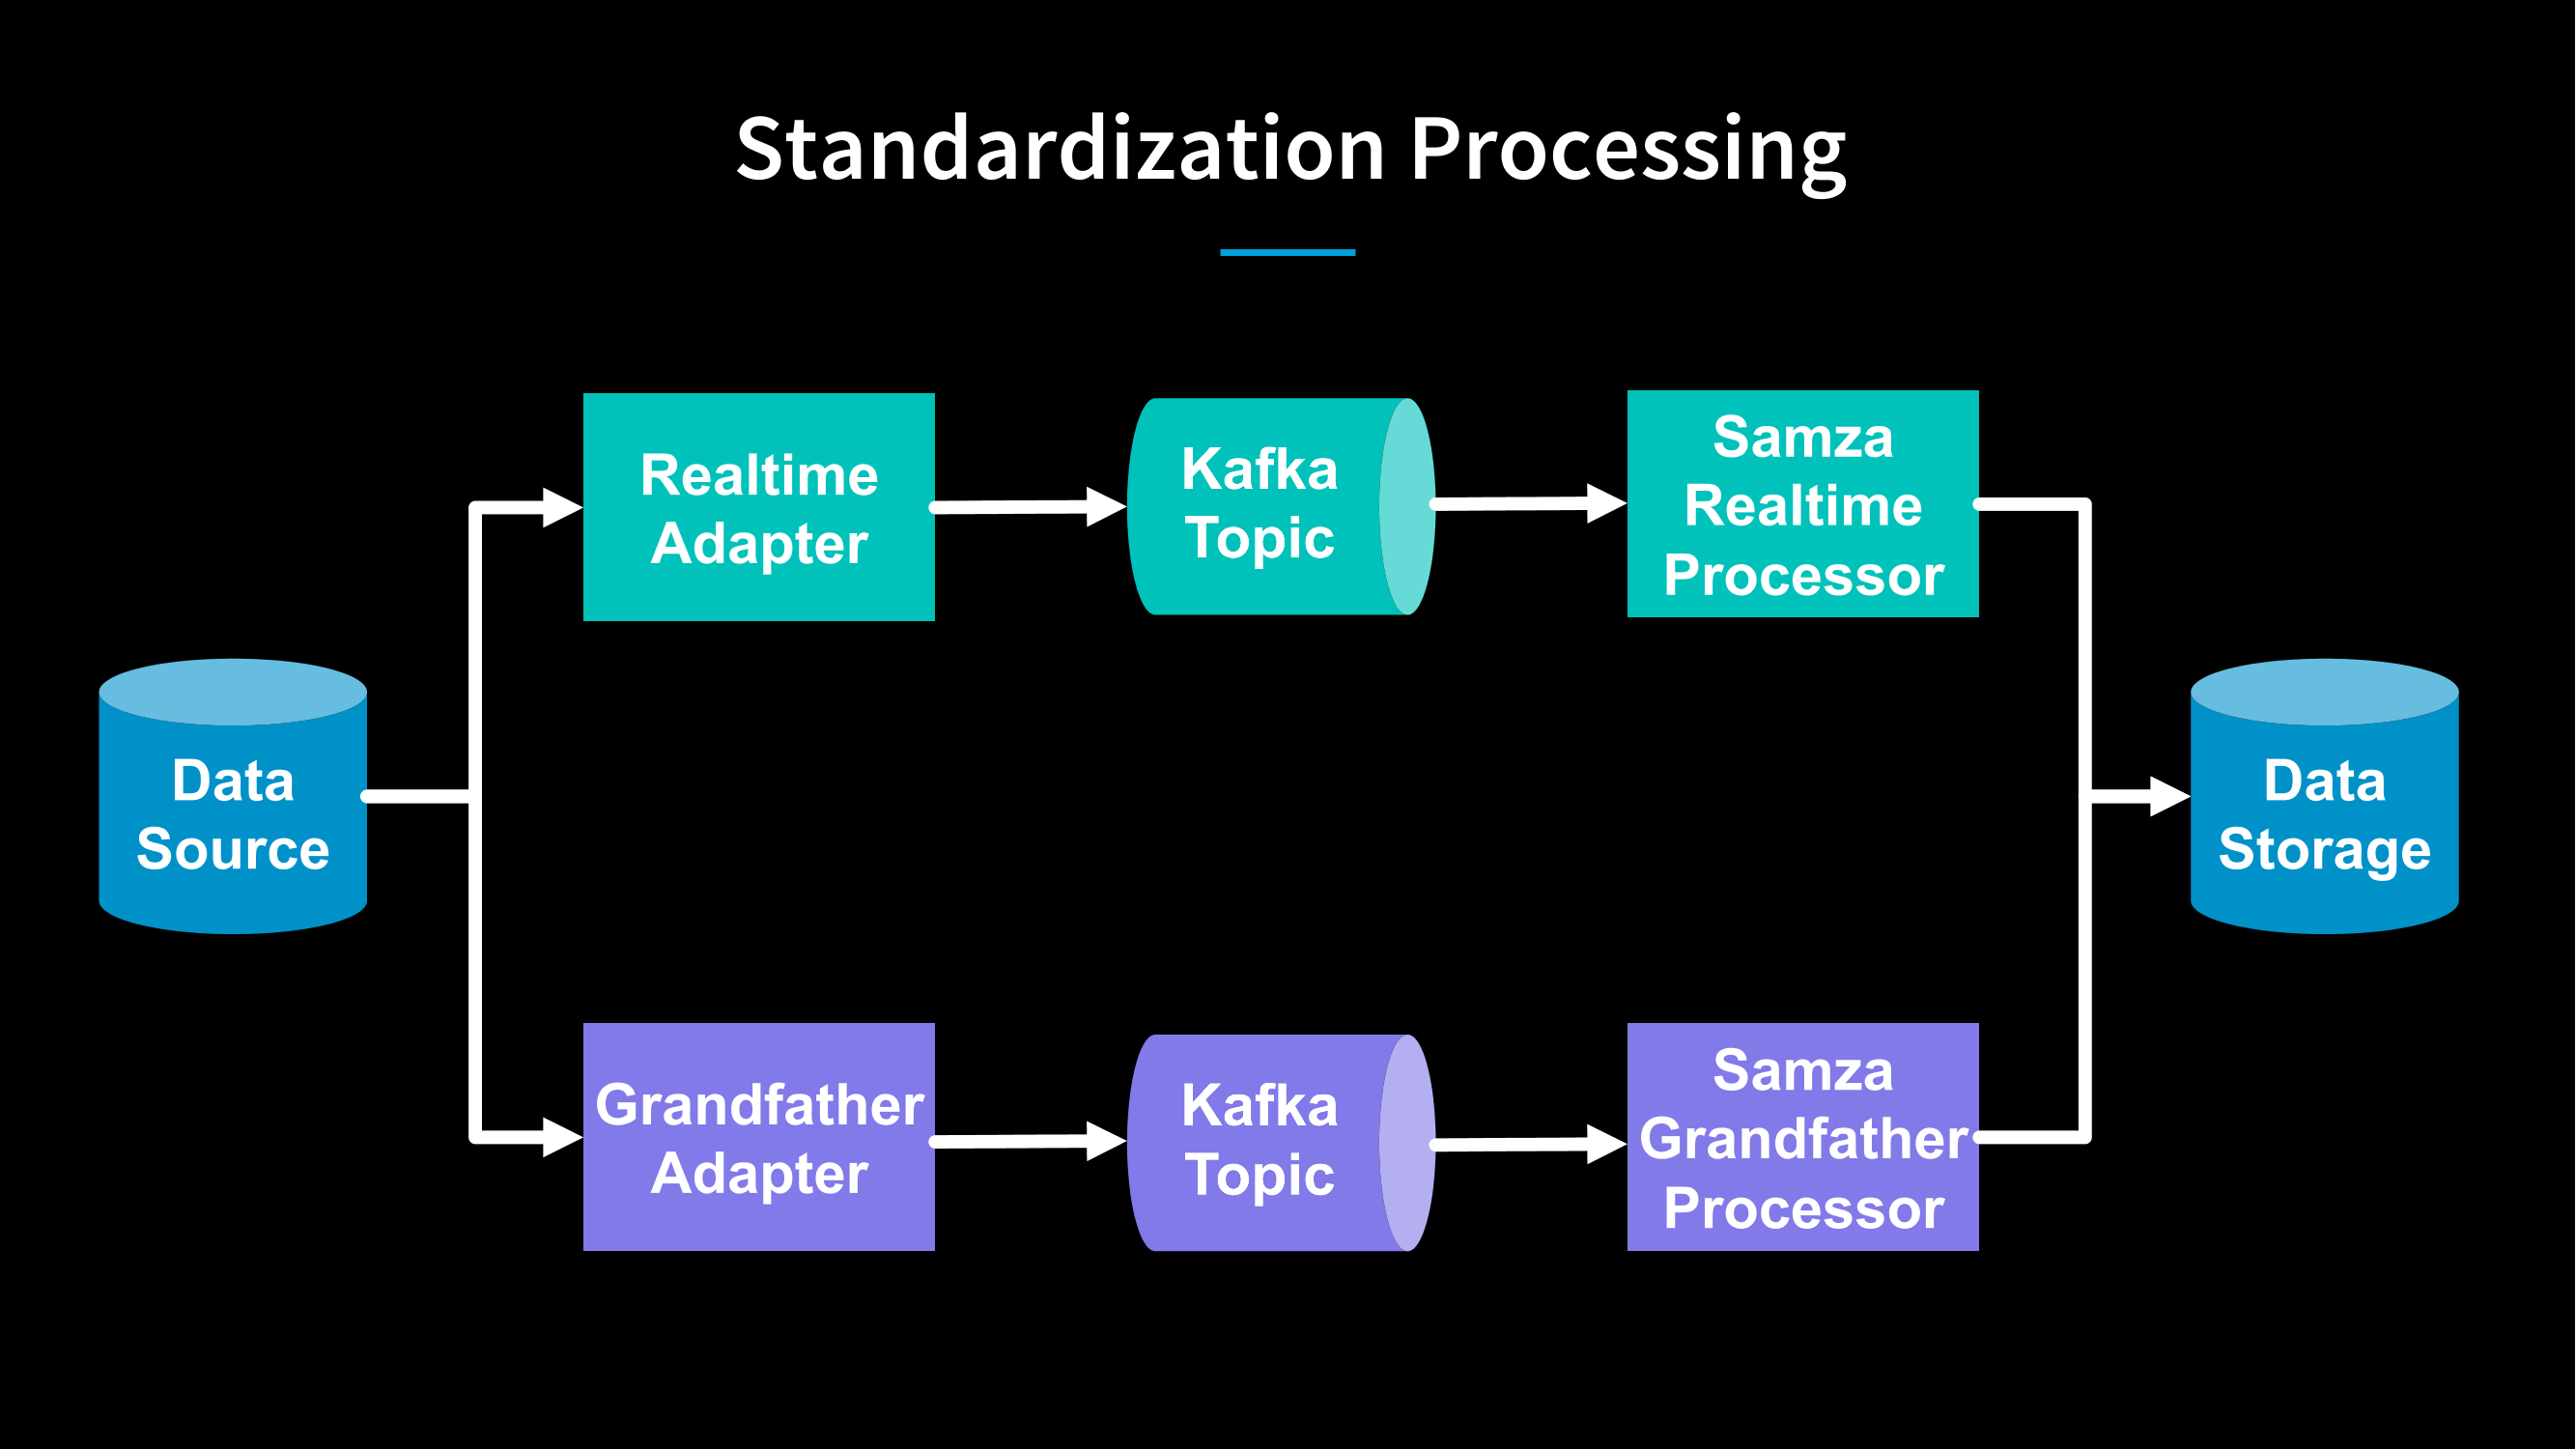 Standardization Processing
Realtime
Adapter
Kafka
Topic
Samza
Realtime
Processor
Data
Source
Data
Storage
Grandfather
Adapter
Kafka
Topic
Samza
Grandfather
Processor